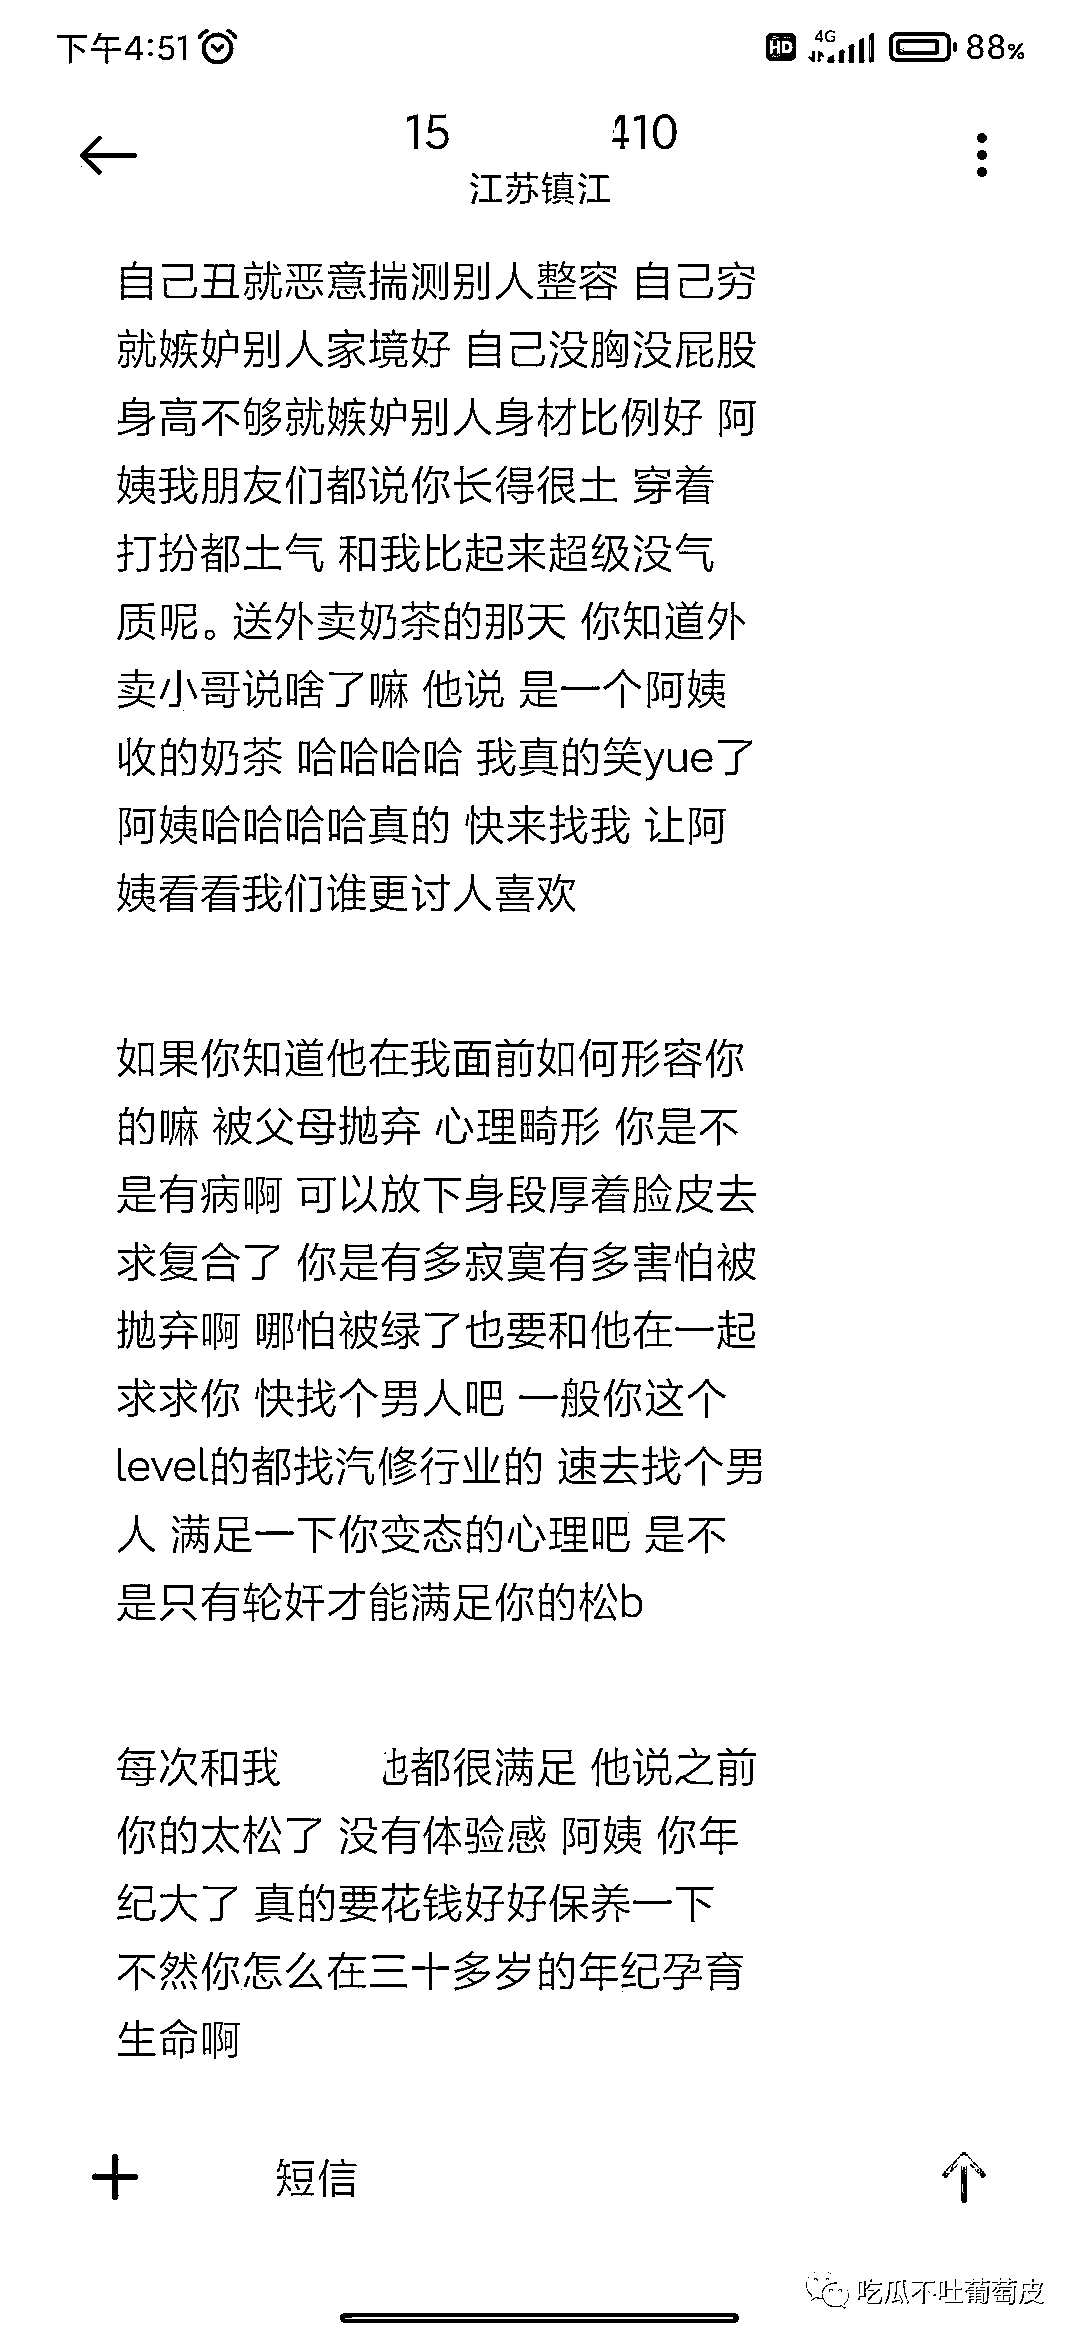 下午4:51
HD 4G 88%
15 410
江苏镇江
自己丑就恶意揣测别人整容 自己穷
就嫉妒别人家境好 自己没胸没屁股
身高不够就嫉妒别人身材比例好 阿
姨我朋友们都说你长得很土 穿着
打扮都土气 和我比起来超级没气
质呢。送外卖奶茶的那天 你知道外
卖小哥说啥了嘛 他说 是一个阿姨
收的奶茶 哈哈哈哈 我真的笑yue了
阿姨哈哈哈哈真的 快来找我 让阿
姨看看我们谁更讨人喜欢
如果你知道他在我面前如何形容你
的嘛 被父母抛弃 心理畸形 你是不
是有病啊 可以放下身段厚着脸皮去
求复合了 你是有多寂寞有多害怕被
抛弃啊 哪怕被绿了也要和他在一起
求求你 快找个男人吧 一般你这个
level的都找汽修行业的 速去找个男
人 满足一下你变态的心理吧 是不
是只有轮奸才能满足你的松b
每次和我 他都很满足 他说之前
你的太松了 没有体验感 阿姨 你年
纪大了 真的要花钱好好保养一下
不然你怎么在三十多岁的年纪孕育
生命啊
短信
吃瓜不吐葡萄皮